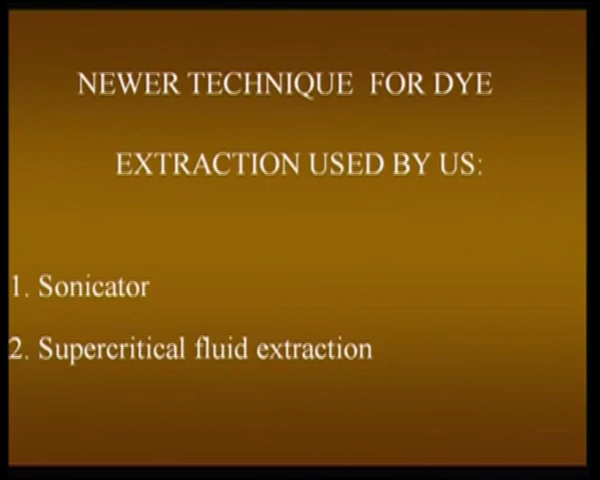 NEWER TECHNIQUE FOR DYE
EXTRACTION USED BY US:
1. Sonicator
2. Supercritical fluid extraction